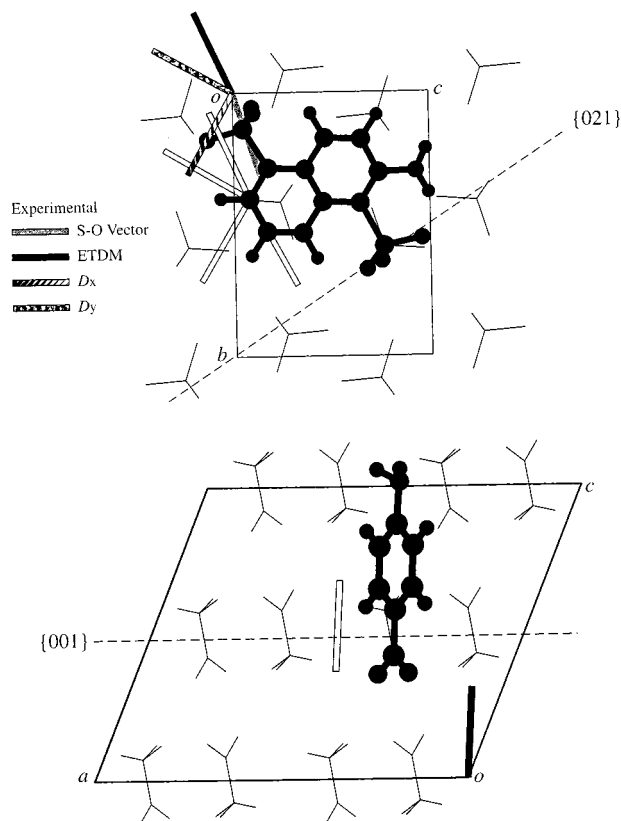 o
c
{021}
Experimental
S-O Vector
ETDM
Dx
Dy
b
c
{001}
a
o